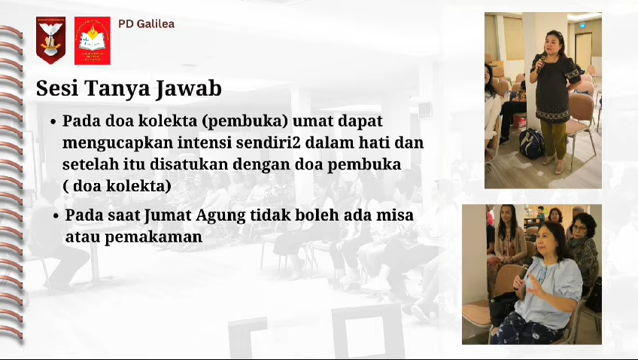 PD Galilea
Sesi Tanya Jawab
• Pada doa kolekta (pembuka) umat dapat
mengucapkan intensi sendiri2 dalam hati dan
setelah itu disatukan dengan doa pembuka
( doa kolekta)
• Pada saat Jumat Agung tidak boleh ada misa
atau pemakaman